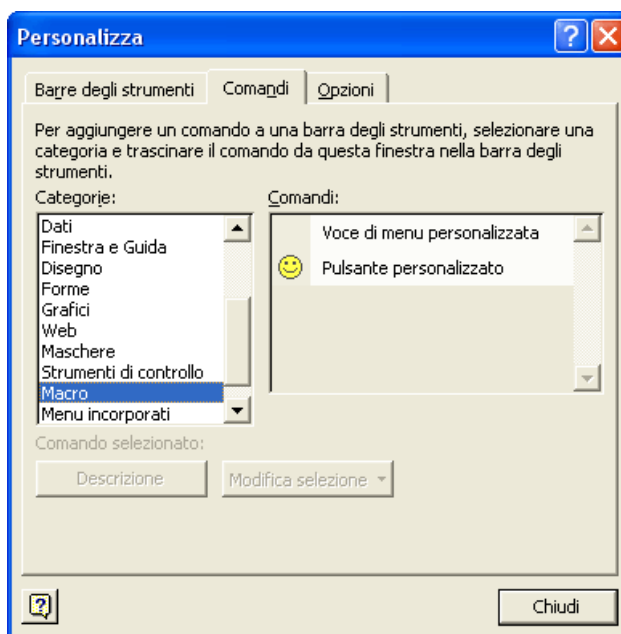 Personalizza
Barre degli strumenti
Comandi
Opzioni
Per aggiungere un comando a una barra degli strumenti, selezionare una
categoria e trascinare il comando da questa finestra nella barra degli
strumenti.
Categorie:
Dati
Finestra e Guida
Disegno
Forme
Grafici
Web
Maschere
Strumenti di controllo
Macro
Menu incorporati
Comandi:
Voce di menu personalizzata
Pulsante personalizzato
Comando selezionato:
Descrizione
Modifica selezione
Chiudi